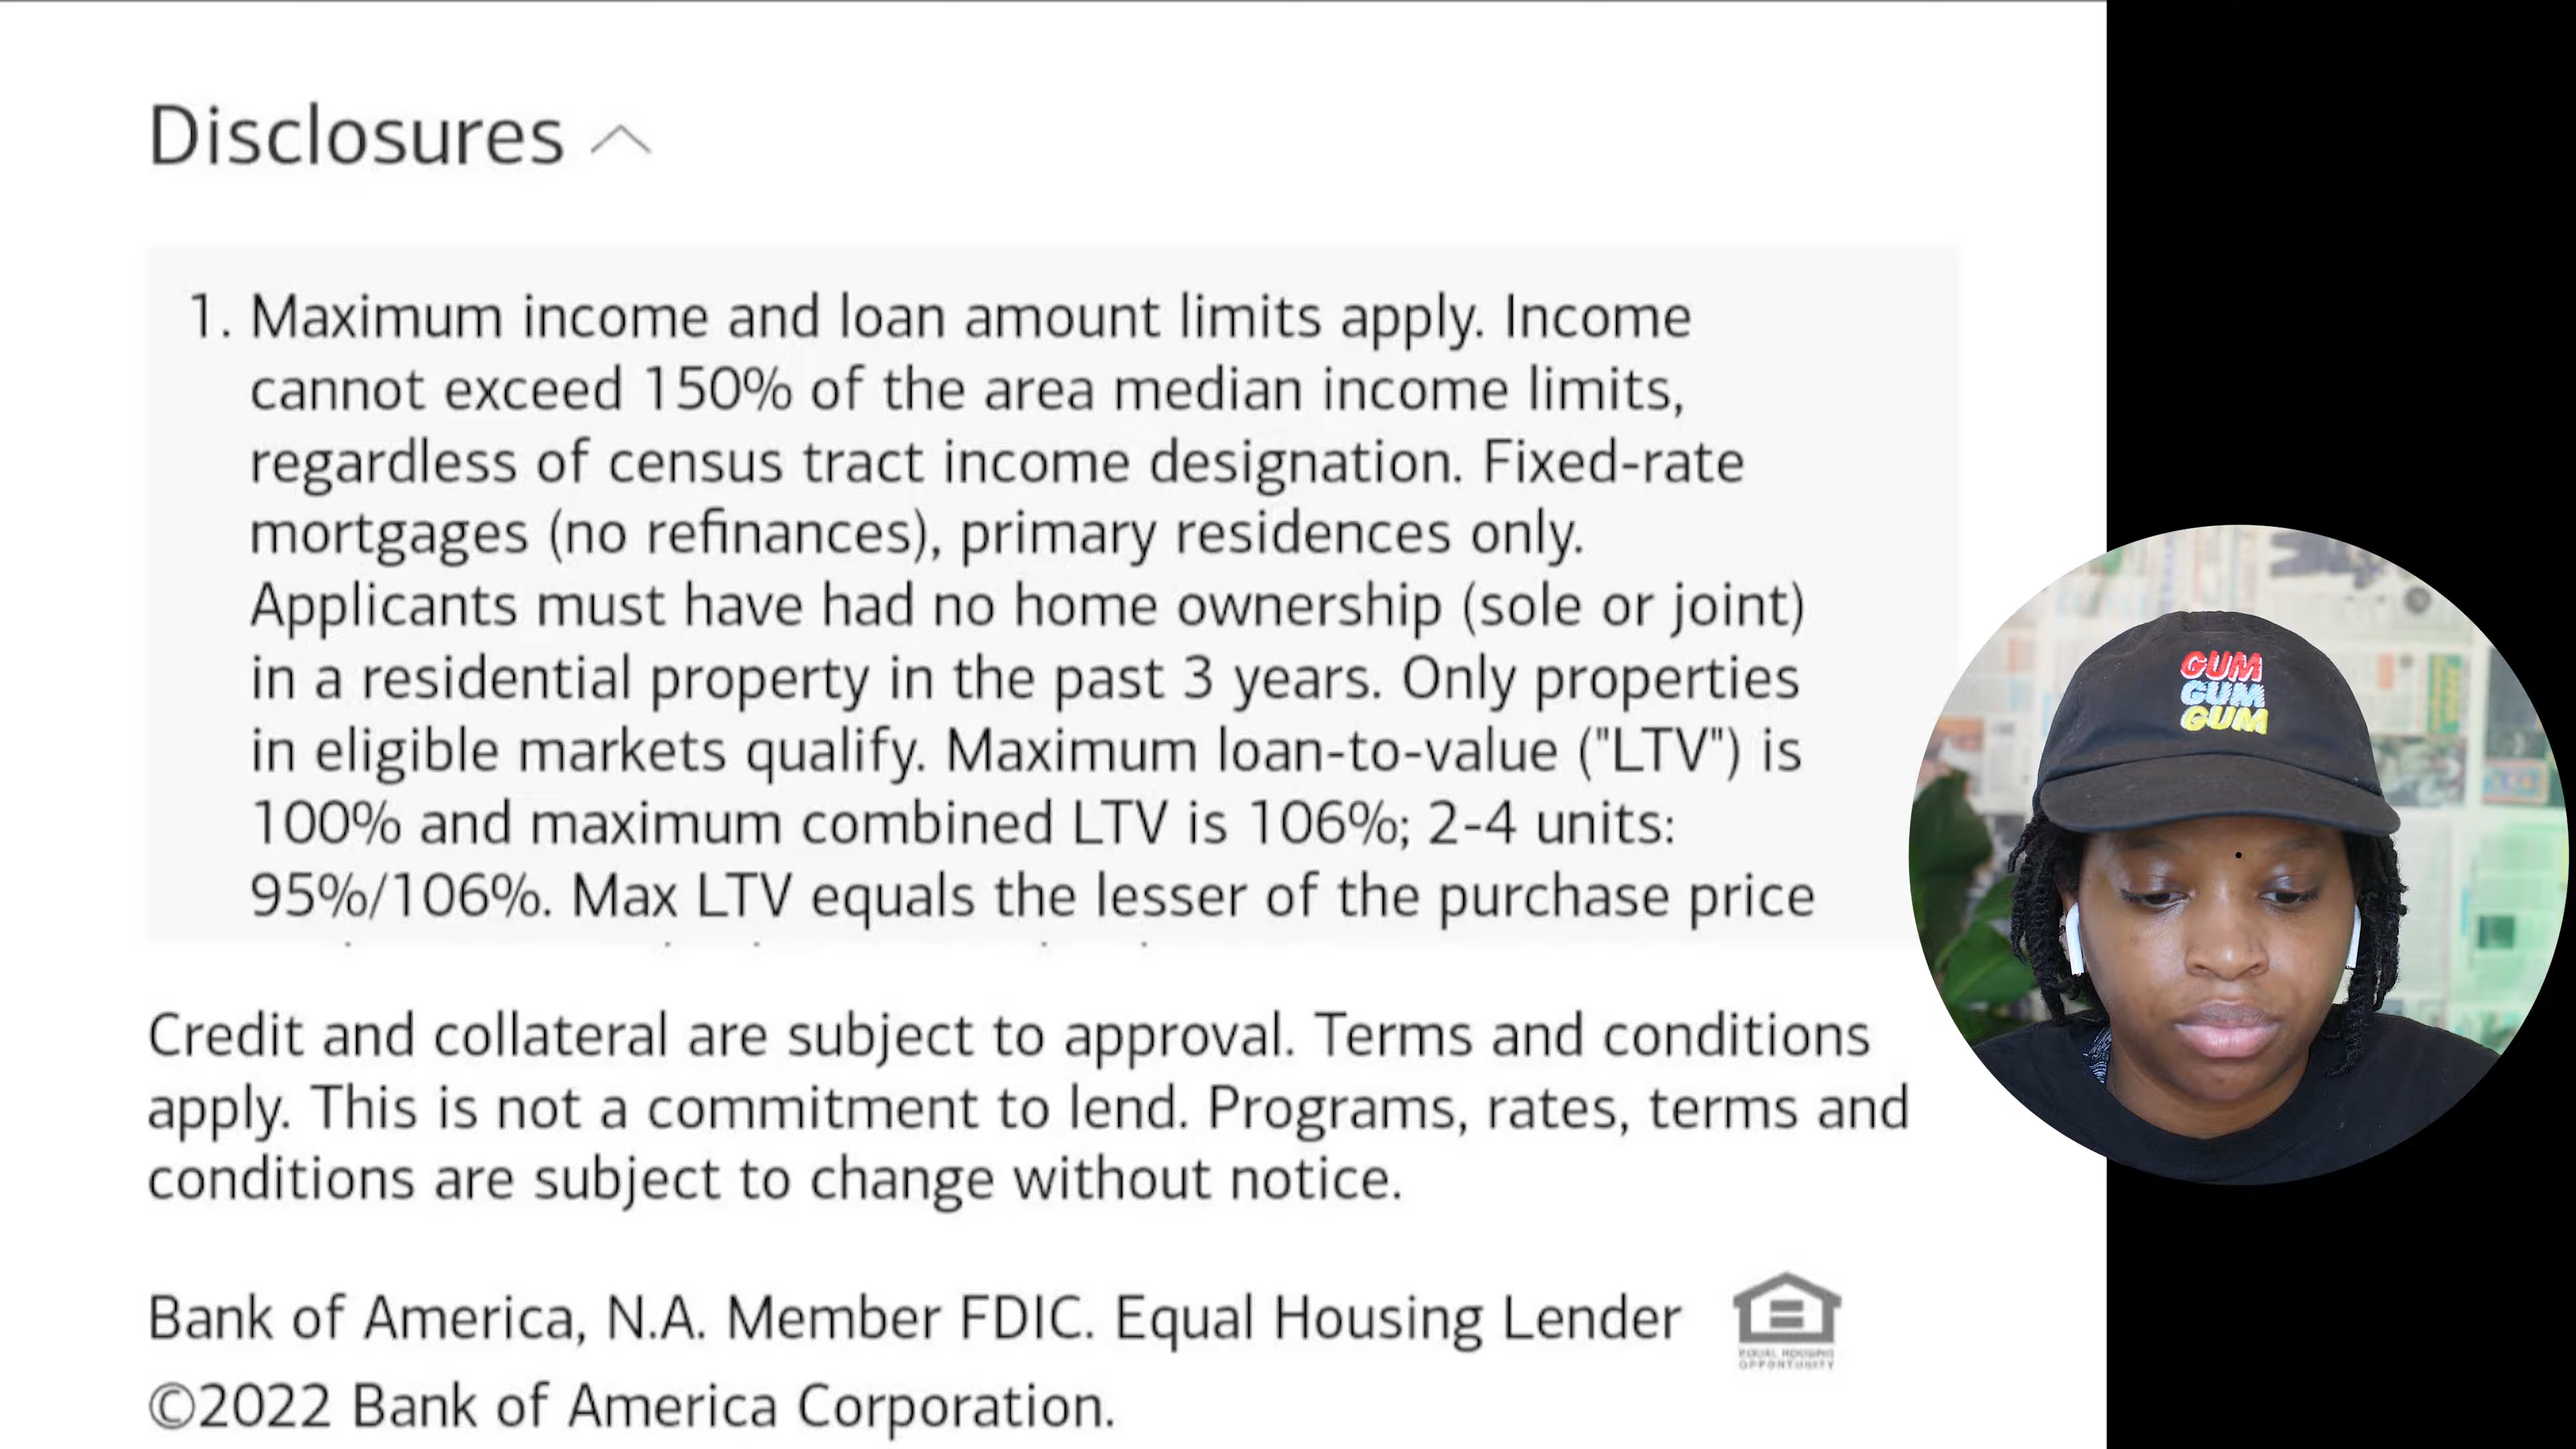 Disclosures
1. Maximum income and loan amount limits apply. Income
cannot exceed 150% of the area median income limits,
regardless of census tract income designation. Fixed-rate
mortgages (no refinances), primary residences only.
Applicants must have had no home ownership (sole or joint)
in a residential property in the past 3 years. Only properties
in eligible markets qualify. Maximum loan-to-value ("LTV") is
100% and maximum combined LTV is 106%; 2-4 units:
95%/106%. Max LTV equals the lesser of the purchase price
Credit and collateral are subject to approval. Terms and conditions
apply. This is not a commitment to lend. Programs, rates, terms and
conditions are subject to change without notice.
Bank of America, N.A. Member FDIC. Equal Housing Lender
EQUAL HOUSING
OPPORTUNITY
©2022 Bank of America Corporation.
GUM
GUM
GUM